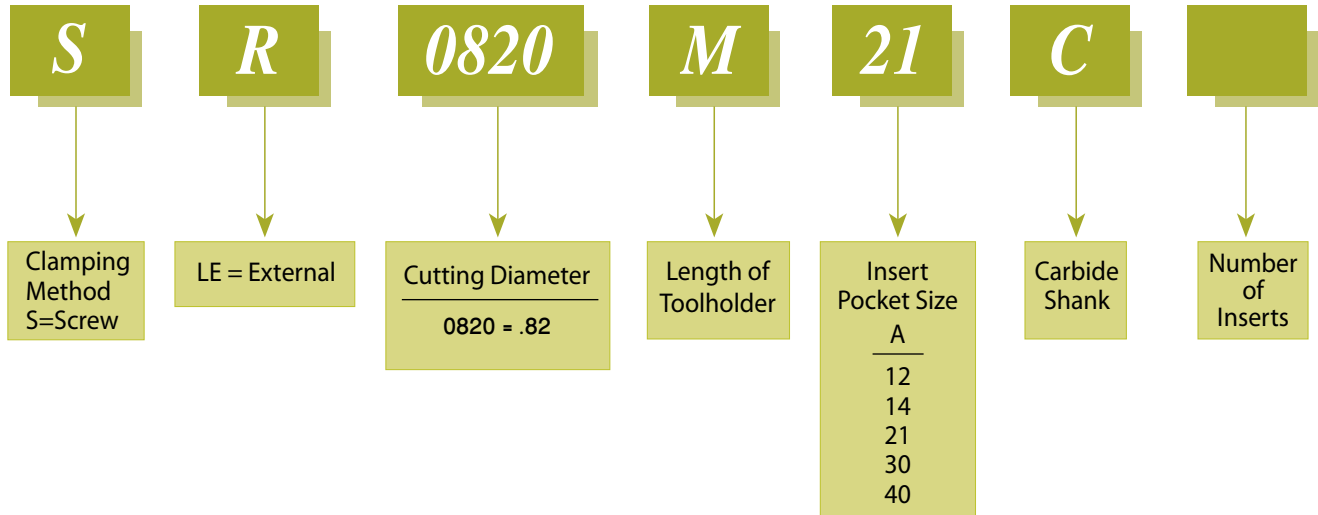 S R 0820 M 21 C
Clamping
Method
S=Screw
LE = External
Cutting Diameter
0820 = .82
Length of
Toolholder
Insert
Pocket Size
A
12
14
21
30
40
Carbide
Shank
Number
of
Inserts